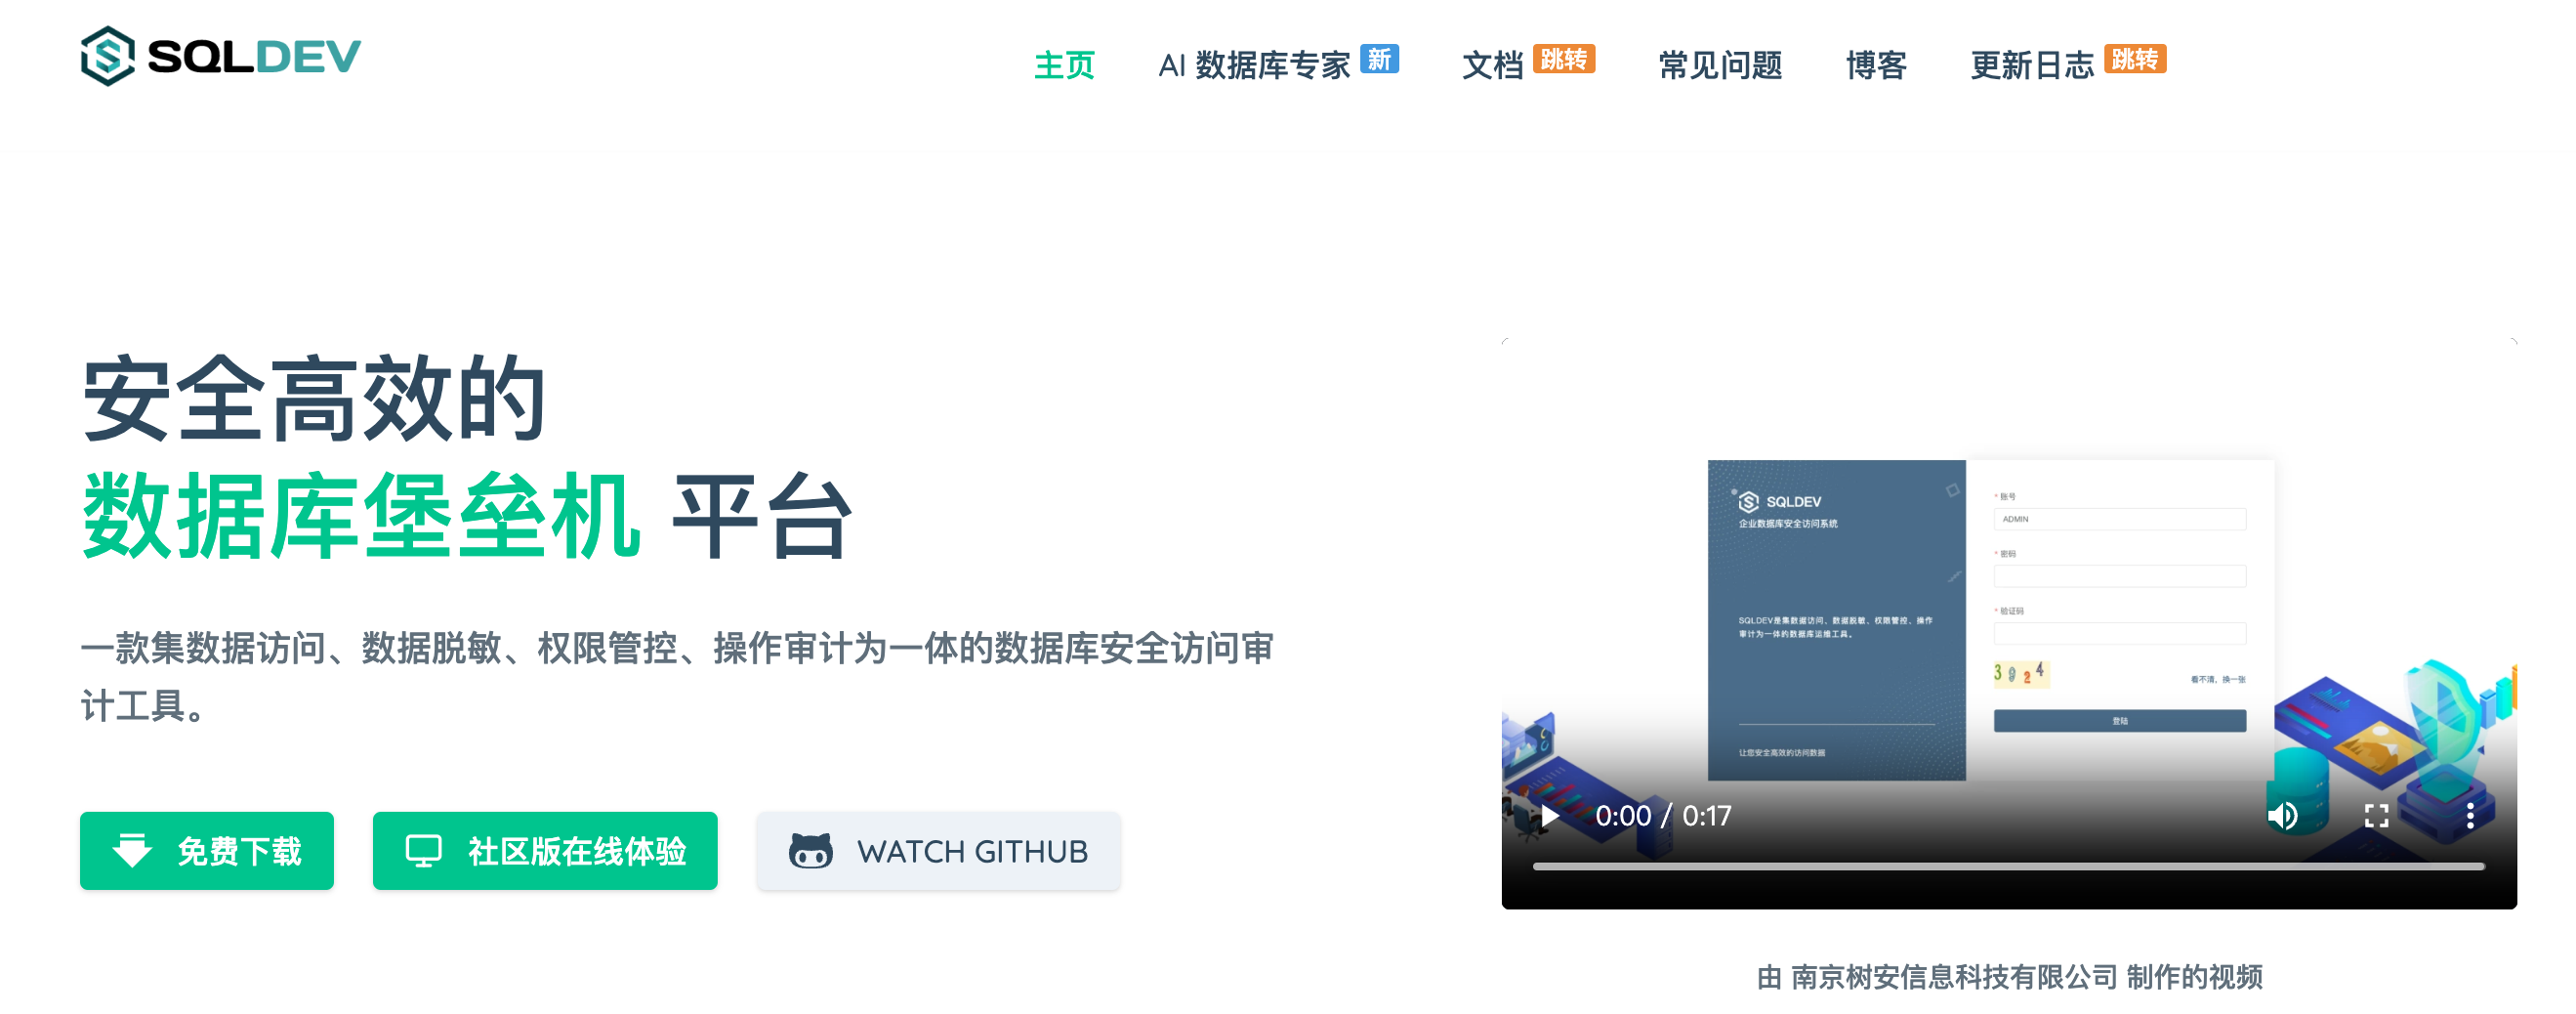 SQLDEV
主页
AI 数据库专家 新
文档 跳转
常见问题
博客
更新日志 跳转
安全高效的
数据库堡垒机 平台
一款集数据访问、数据脱敏、权限管控、操作审计为一体的数据库安全访问审
计工具。
免费下载
社区版在线体验
WATCH GITHUB
SQLDEV
企业数据库安全访问系统
SQLDEV是集数据访问、数据脱敏、权限管控、操作
审计为一体的数据库运维工具。
让您安全高效的访问数据
* 账号
ADMIN
* 密码
* 验证码
3924
看不清，换一张
登陆
0:00 / 0:17
由 南京树安信息科技有限公司 制作的视频